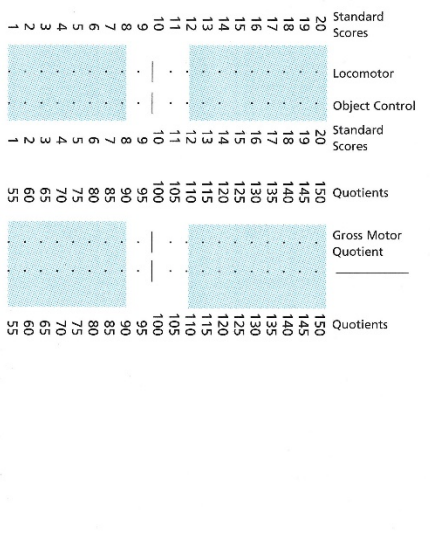 1 2 3 4 5 6 7 8 9 10 11 12 13 14 15 16 17 18 19 20 Standard
Scores
Locomotor
Object Control
1 2 3 4 5 6 7 8 9 10 11 12 13 14 15 16 17 18 19 20 Standard
Scores
55 60 65 70 75 80 85 90 95 100 105 110 115 120 125 130 135 140 145 150 Quotients
Gross Motor
Quotient
55 60 65 70 75 80 85 90 95 100 105 110 115 120 125 130 135 140 145 150 Quotients